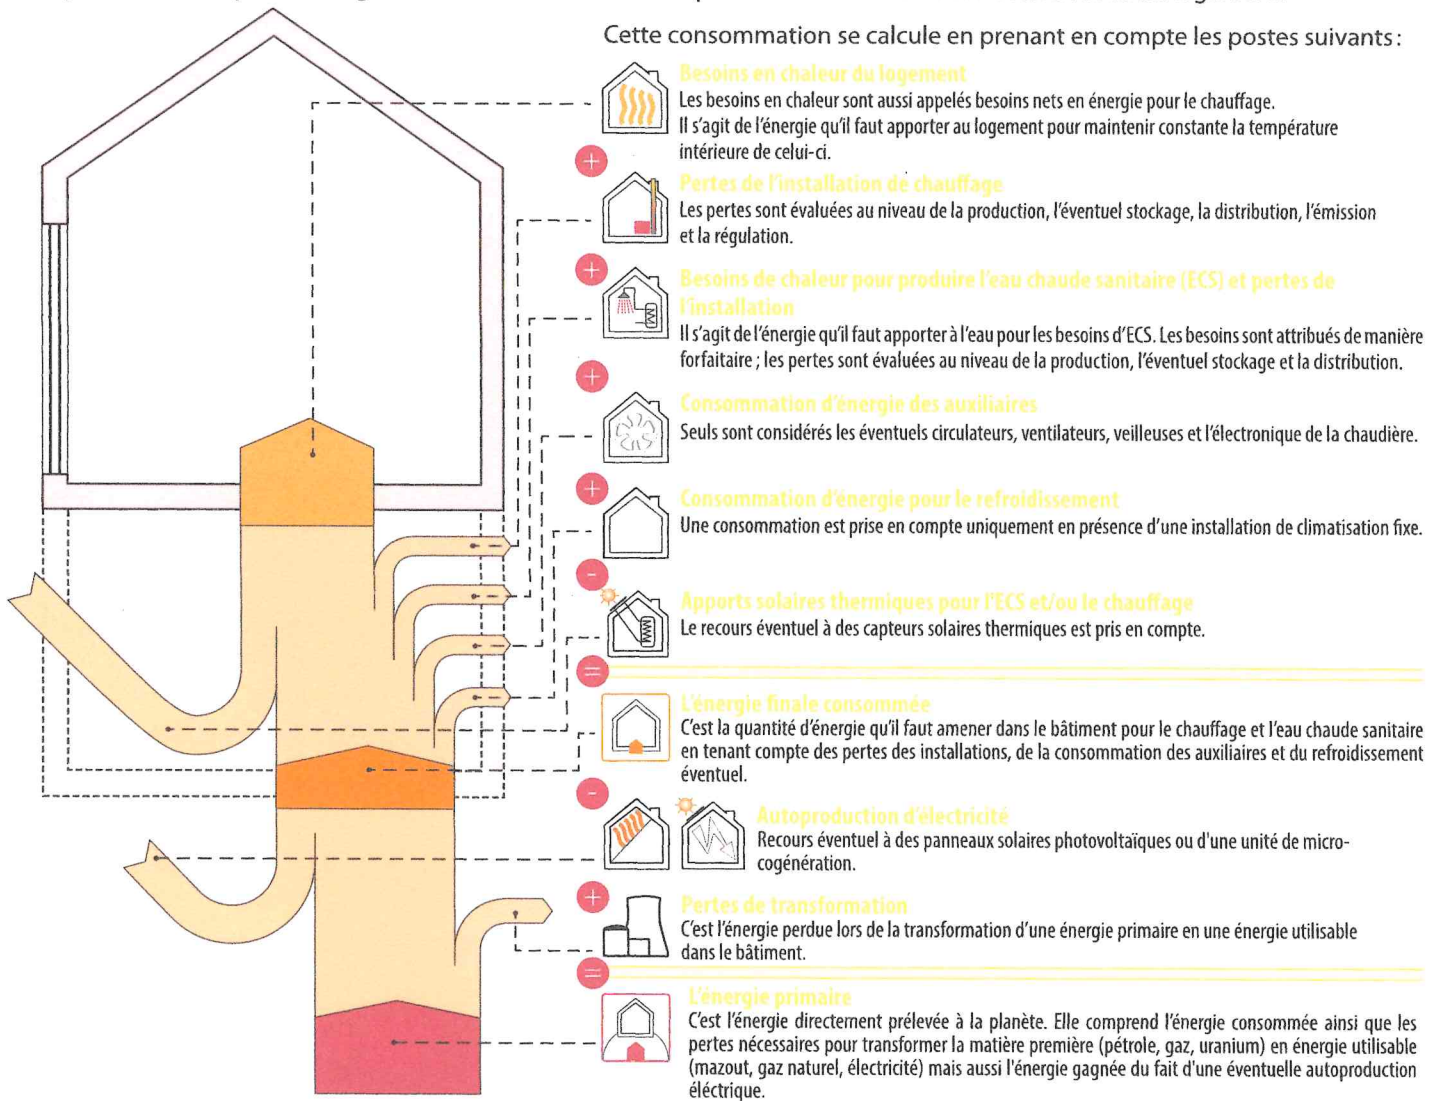 Cette consommation se calcule en prenant en compte les postes suivants :
Besoins en chaleur du logement
Les besoins en chaleur sont aussi appelés besoins nets en énergie pour le chauffage.
Il s'agit de l'énergie qu'il faut apporter au logement pour maintenir constante la température
intérieure de celui-ci.
+
Pertes de l'installation de chauffage
Les pertes sont évaluées au niveau de la production, l'éventuel stockage, la distribution, l'émission
et la régulation.
+
Besoins de chaleur pour produire l'eau chaude sanitaire (ECS) et pertes de
l'installation
Il s'agit de l'énergie qu'il faut apporter à l'eau pour les besoins d'ECS. Les besoins sont attribués de manière
forfaitaire ; les pertes sont évaluées au niveau de la production, l'éventuel stockage et la distribution.
+
Consommation d'énergie des auxiliaires
Seuls sont considérés les éventuels circulateurs, ventilateurs, veilleuses et l'électronique de la chaudière.
+
Consommation d'énergie pour le refroidissement
Une consommation est prise en compte uniquement en présence d'une installation de climatisation fixe.
-
Apports solaires thermiques pour l'ECS et/ou le chauffage
Le recours éventuel à des capteurs solaires thermiques est pris en compte.
=
L'énergie finale consommée
C'est la quantité d'énergie qu'il faut amener dans le bâtiment pour le chauffage et l'eau chaude sanitaire
en tenant compte des pertes des installations, de la consommation des auxiliaires et du refroidissement
éventuel.
-
Autoproduction d'électricité
Recours éventuel à des panneaux solaires photovoltaïques ou d'une unité de micro-
cogénération.
+
Pertes de transformation
C'est l'énergie perdue lors de la transformation d'une énergie primaire en une énergie utilisable
dans le bâtiment.
=
L'énergie primaire
C'est l'énergie directement prélevée à la planète. Elle comprend l'énergie consommée ainsi que les
pertes nécessaires pour transformer la matière première (pétrole, gaz, uranium) en énergie utilisable
(mazout, gaz naturel, électricité) mais aussi l'énergie gagnée du fait d'une éventuelle autoproduction
éléctrique.